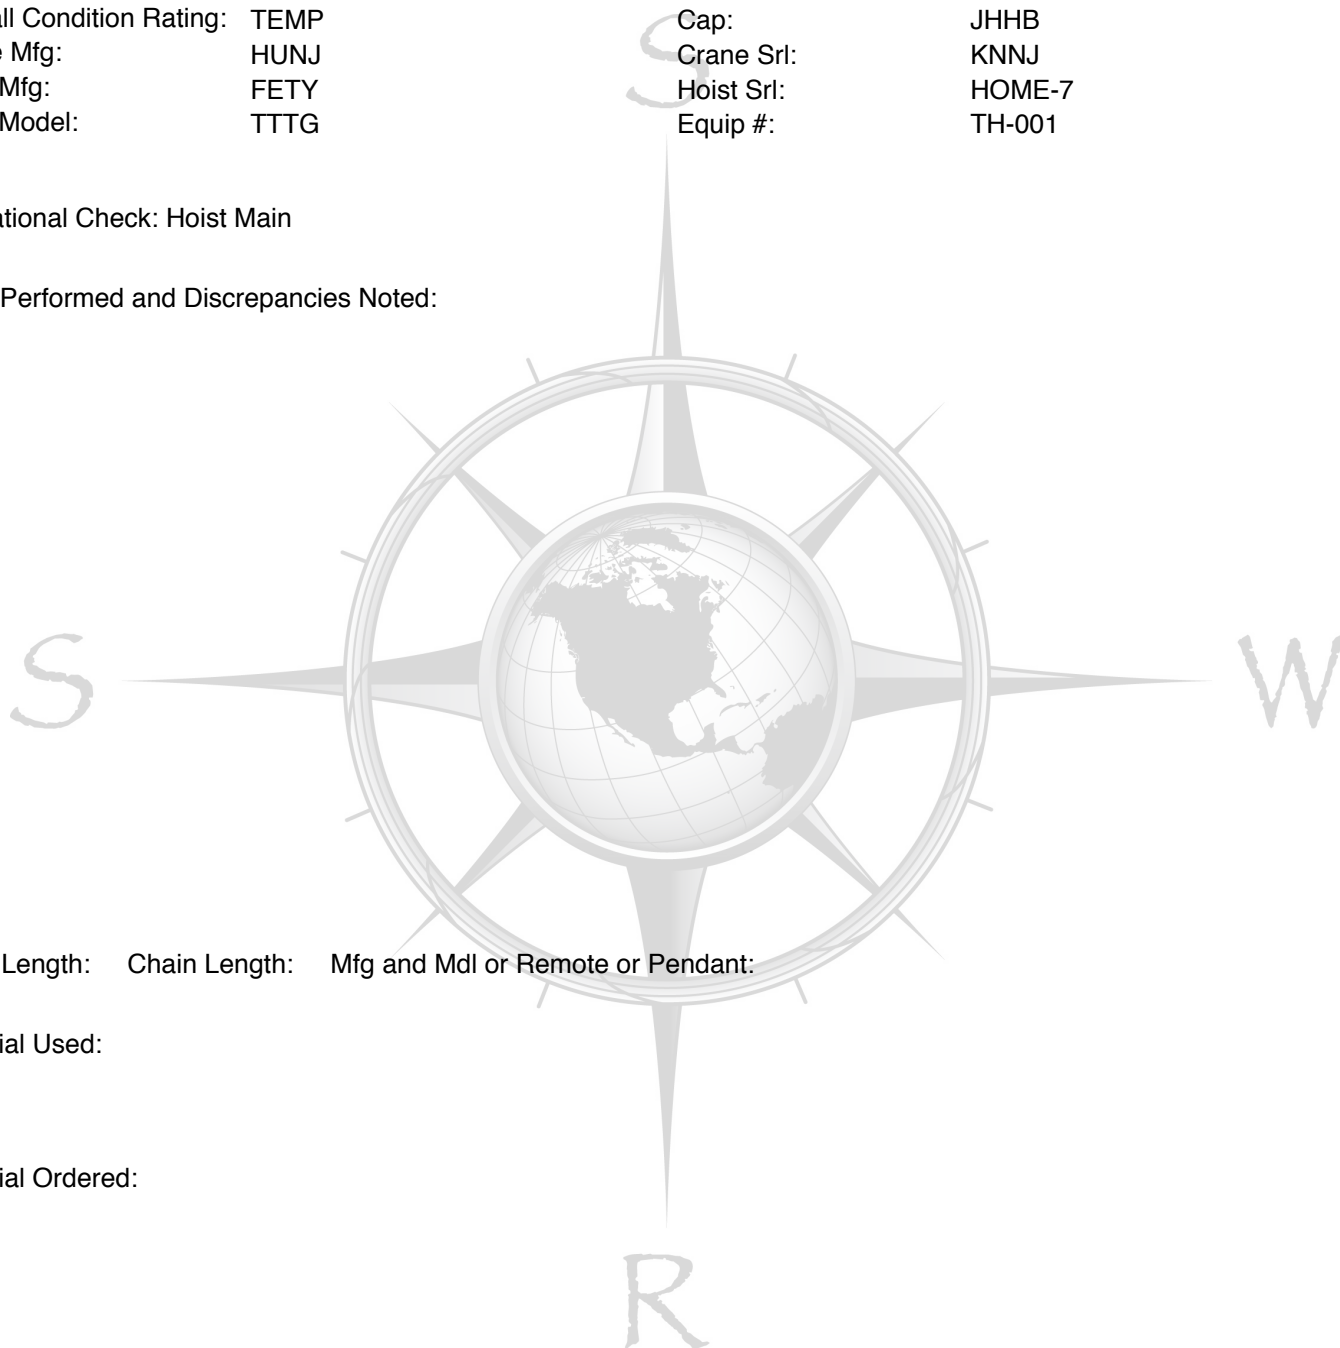 all Condition Rating: TEMP Cap: JHHB
e Mfg: HUNJ Crane Srl: KNNJ
Mfg: FETY Hoist Srl: HOME-7
Model: TTTG Equip #: TH-001
S
ational Check: Hoist Main
Performed and Discrepancies Noted:
S W
Length: Chain Length: Mfg and Mdl or Remote or Pendant:
ial Used:
ial Ordered:
R